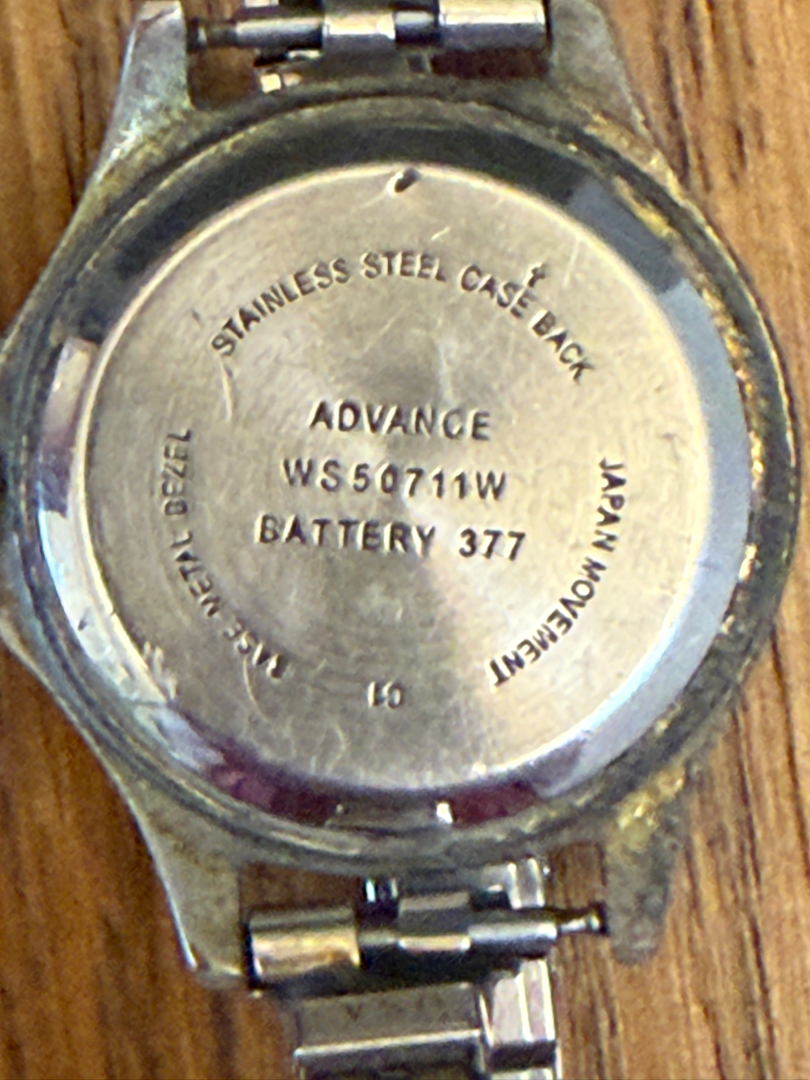 STAINLESS STEEL CASE BACK
ADVANCE
WS50711W
BATTERY 377
JAPAN MOVEMENT
BASE METAL BEZEL